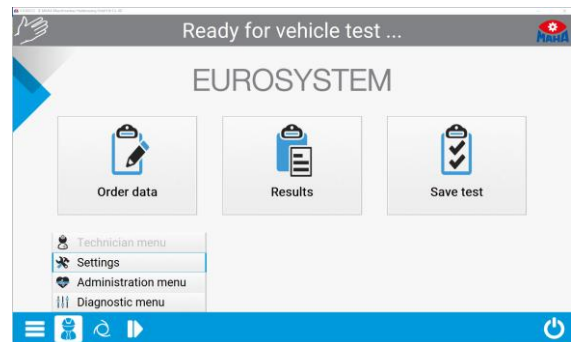 Ready for vehicle test ...
MAHA
EUROSYSTEM
Order data
Results
Save test
Technician menu
Settings
Administration menu
Diagnostic menu